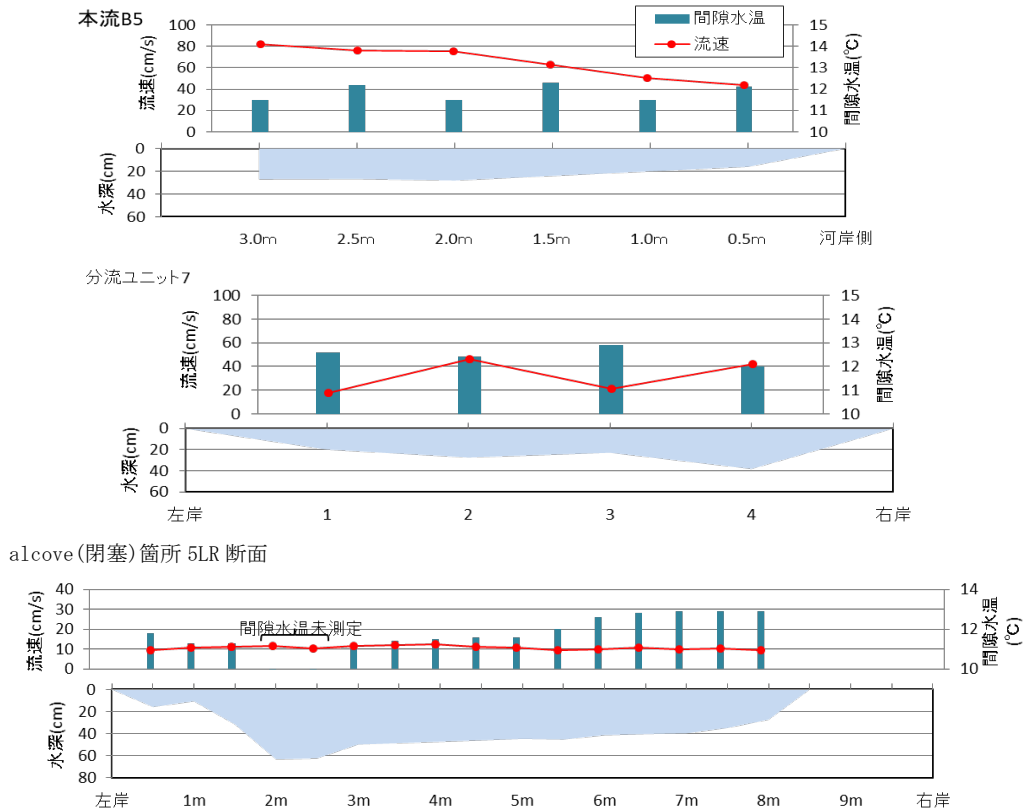 本流B5
間隙水温
流速
流速(cm/s)
100
80
60
40
20
0
15
14
13
12
11
10
間隙水温(℃)
水深(cm)
0
20
40
60
3.0m 2.5m 2.0m 1.5m 1.0m 0.5m 河岸側
分流ユニット7
流速(cm/s)
100
80
60
40
20
0
15
14
13
12
11
10
間隙水温(℃)
水深(cm)
0
20
40
60
左岸 1 2 3 4 右岸
alcove(閉塞)箇所 5LR 断面
流速(cm/s)
40
30
20
10
0
間隙水温未測定
14
12
10
間隙水温
(℃)
水深(cm)
0
20
40
60
80
左岸 1m 2m 3m 4m 5m 6m 7m 8m 9m 右岸